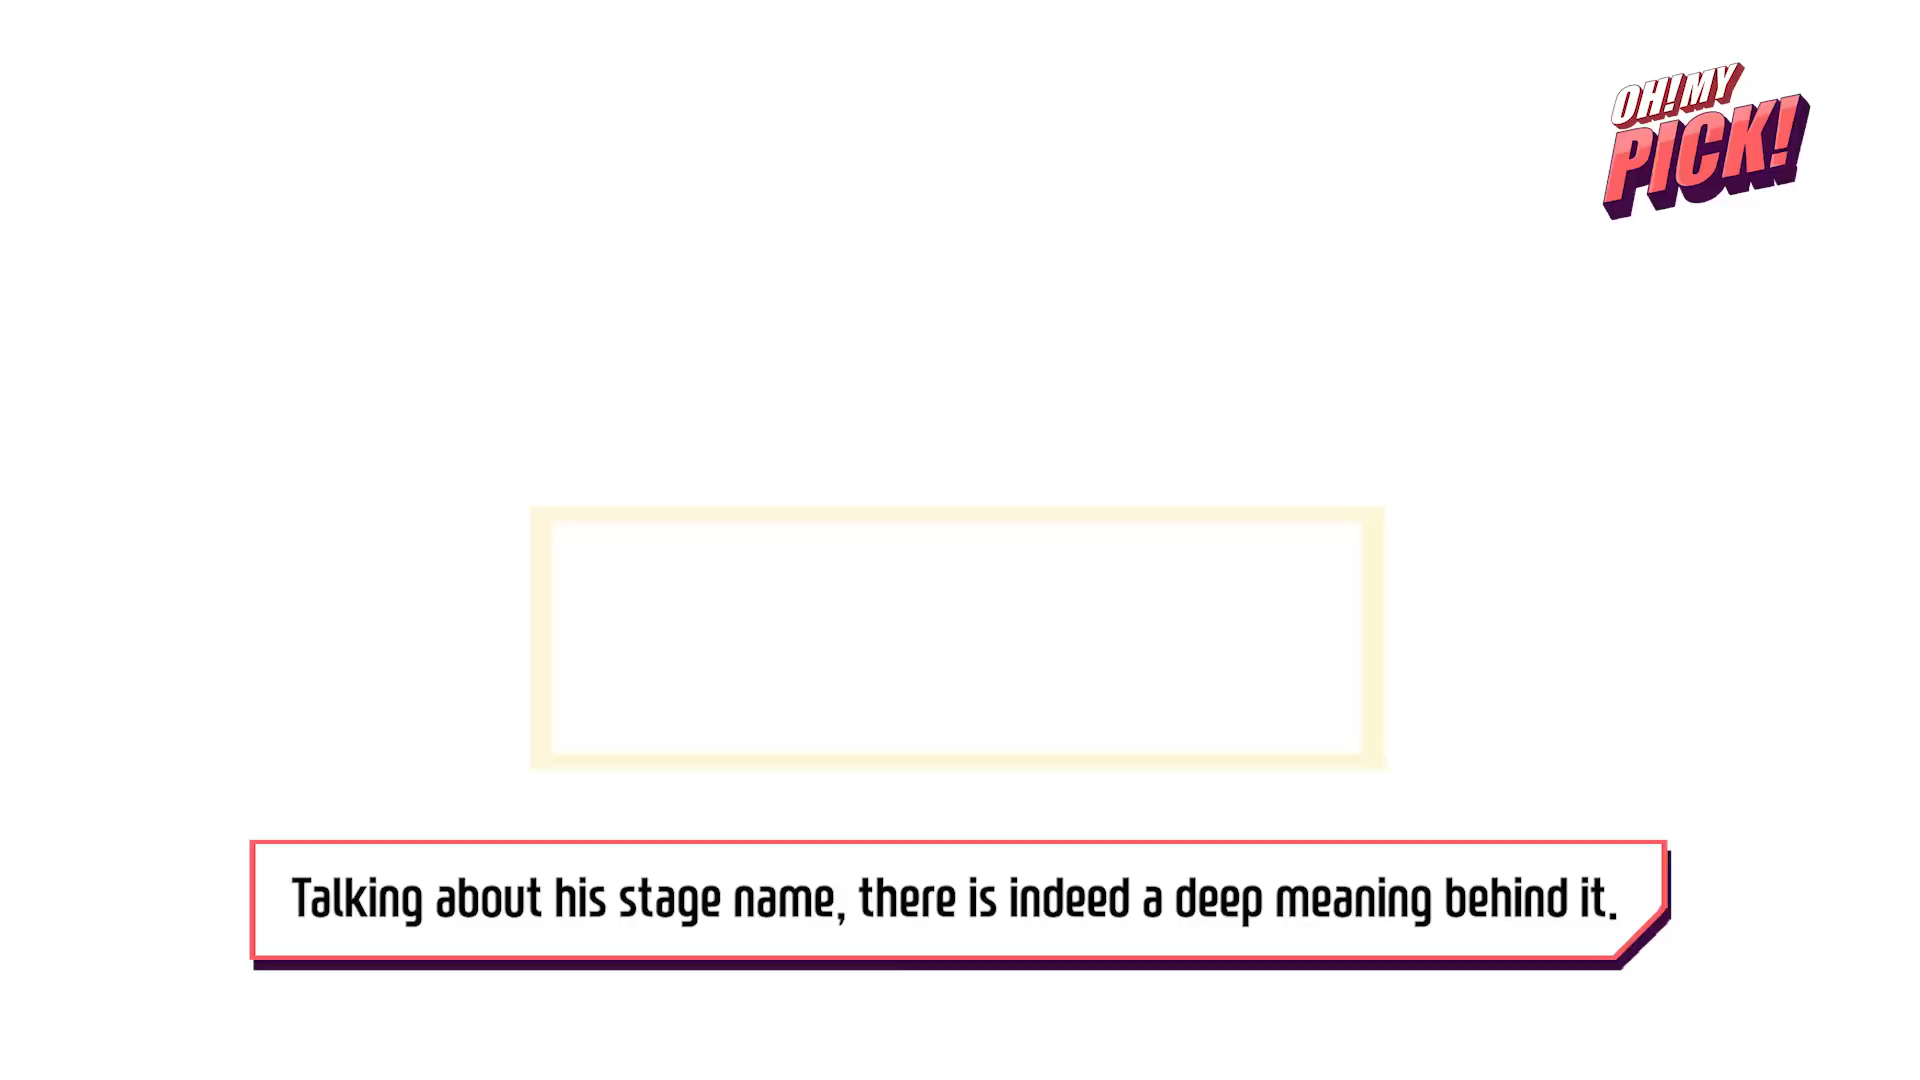 OH! MY
PICK!
Talking about his stage name, there is indeed a deep meaning behind it.